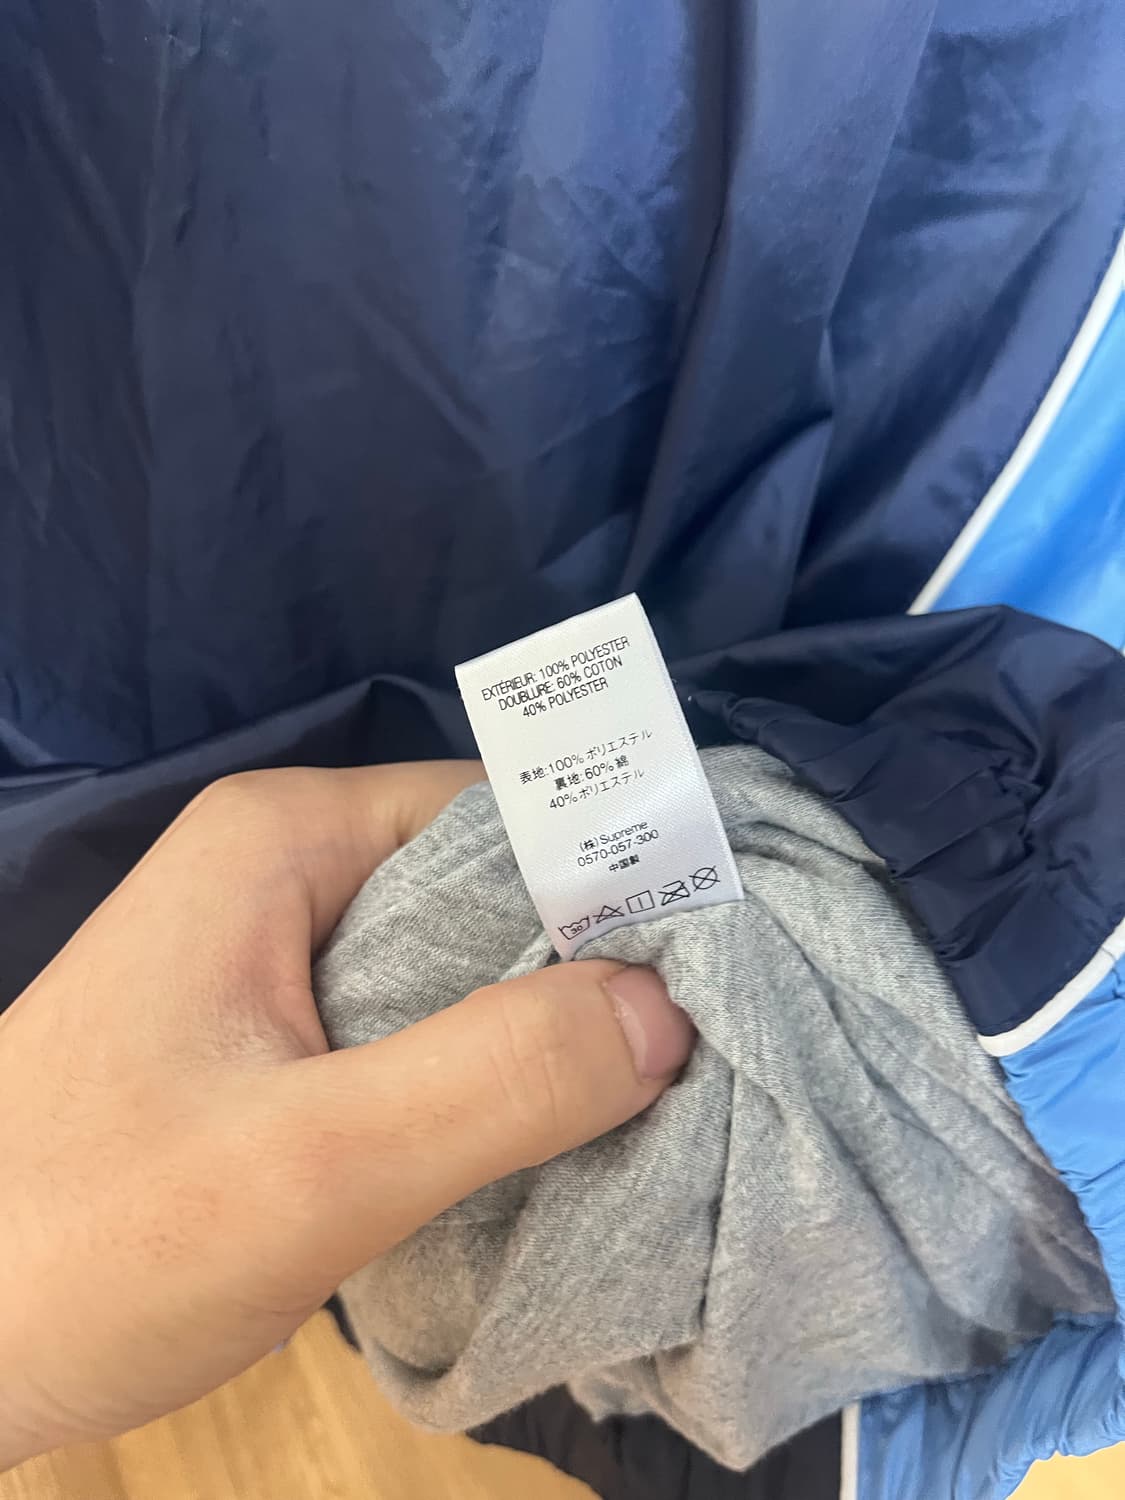 EXTÉRIEUR: 100% POLYESTER
DOUBLURE: 60% COTON
40% POLYESTER
表地:100% ポリエステル
裏地:60% 綿
40% ポリエステル
(株) Supreme
0570-057-300
中国製
30